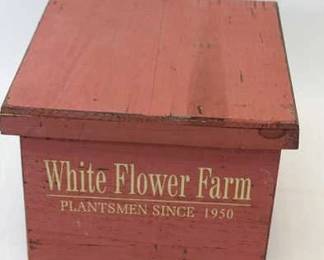 White Flower Farm
PLANTSMEN SINCE 1950